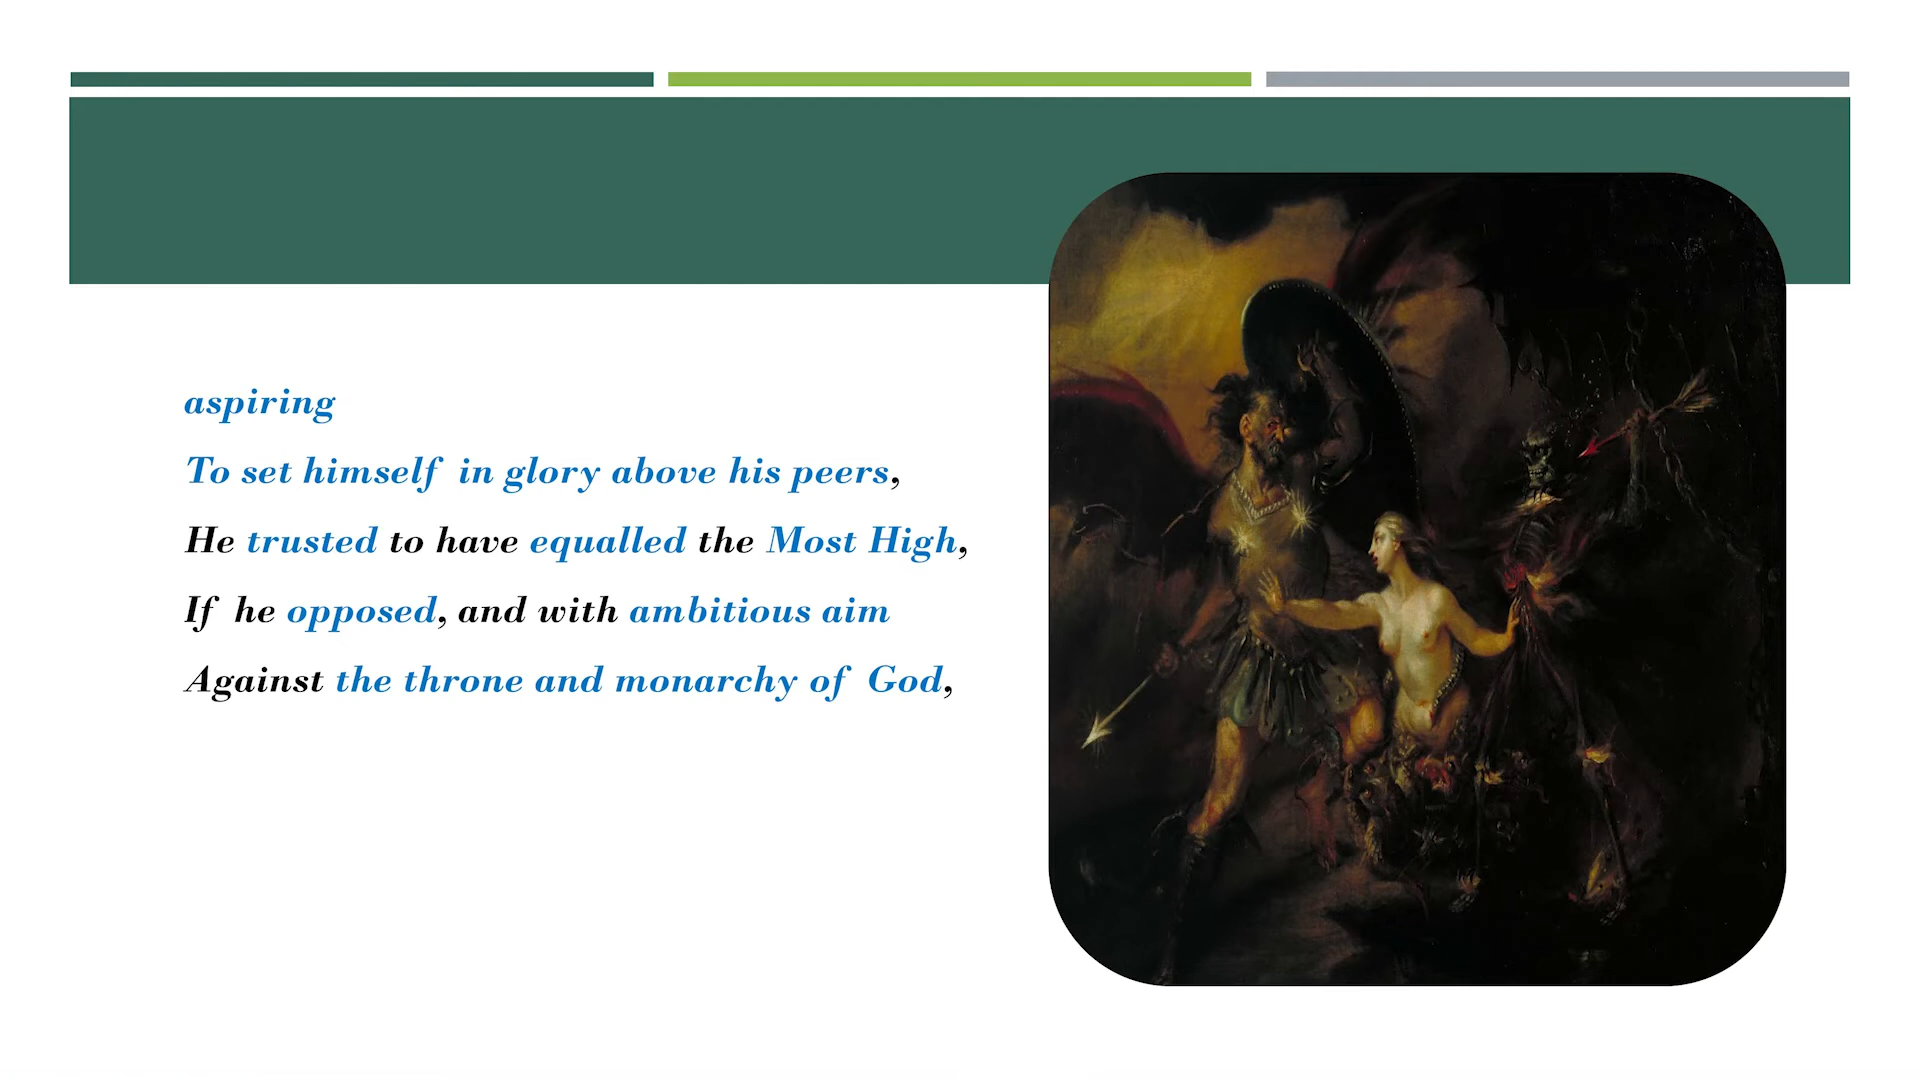 aspiring
To set himself in glory above his peers,
He trusted to have equalled the Most High,
If he opposed, and with ambitious aim
Against the throne and monarchy of God,